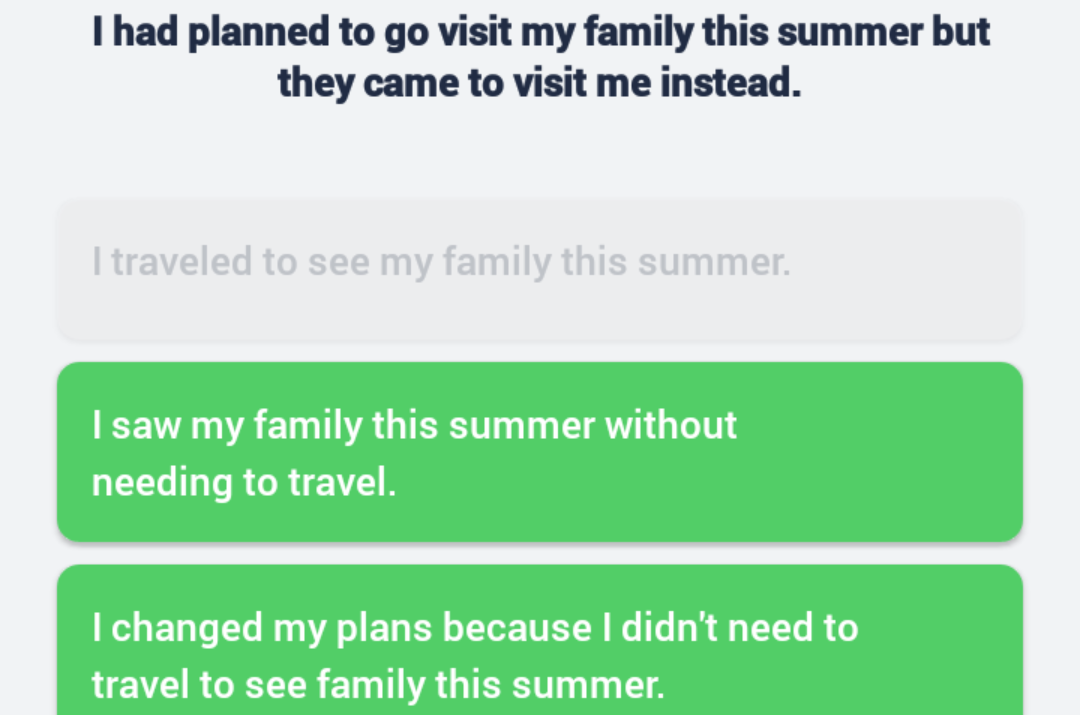 I had planned to go visit my family this summer but
they came to visit me instead.
I traveled to see my family this summer.
I saw my family this summer without
needing to travel.
I changed my plans because I didn't need to
travel to see family this summer.